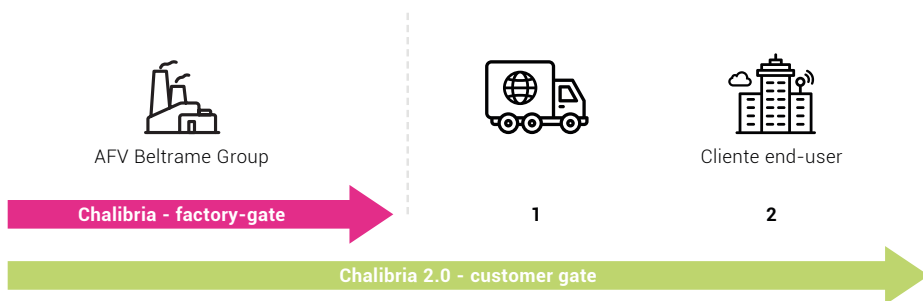 AFV Beltrame Group
Cliente end-user
Chalibria - factory-gate
1
2
Chalibria 2.0 - customer gate